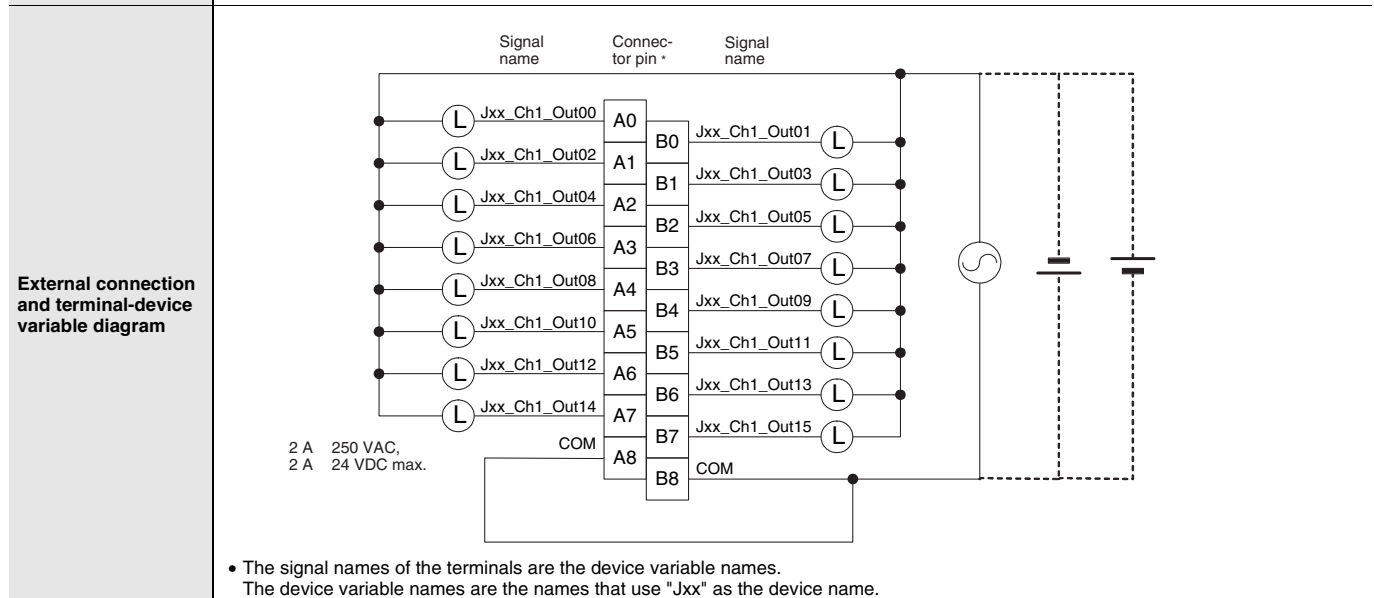 External connection
and terminal-device
variable diagram
Signal
name
Connec-
tor pin *
Signal
name
L Jxx_Ch1_Out00 A0
B0 Jxx_Ch1_Out01 L
L Jxx_Ch1_Out02 A1
B1 Jxx_Ch1_Out03 L
L Jxx_Ch1_Out04 A2
B2 Jxx_Ch1_Out05 L
L Jxx_Ch1_Out06 A3
B3 Jxx_Ch1_Out07 L
L Jxx_Ch1_Out08 A4
B4 Jxx_Ch1_Out09 L
L Jxx_Ch1_Out10 A5
B5 Jxx_Ch1_Out11 L
L Jxx_Ch1_Out12 A6
B6 Jxx_Ch1_Out13 L
L Jxx_Ch1_Out14 A7
B7 Jxx_Ch1_Out15 L
COM A8
B8 COM
2 A 250 VAC,
2 A 24 VDC max.
• The signal names of the terminals are the device variable names.
The device variable names are the names that use "Jxx" as the device name.